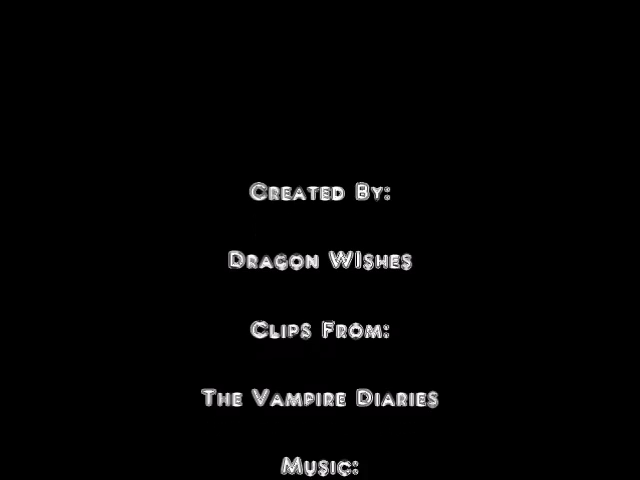 Created By:
Dragon WIshes
Clips From:
The Vampire Diaries
Music: